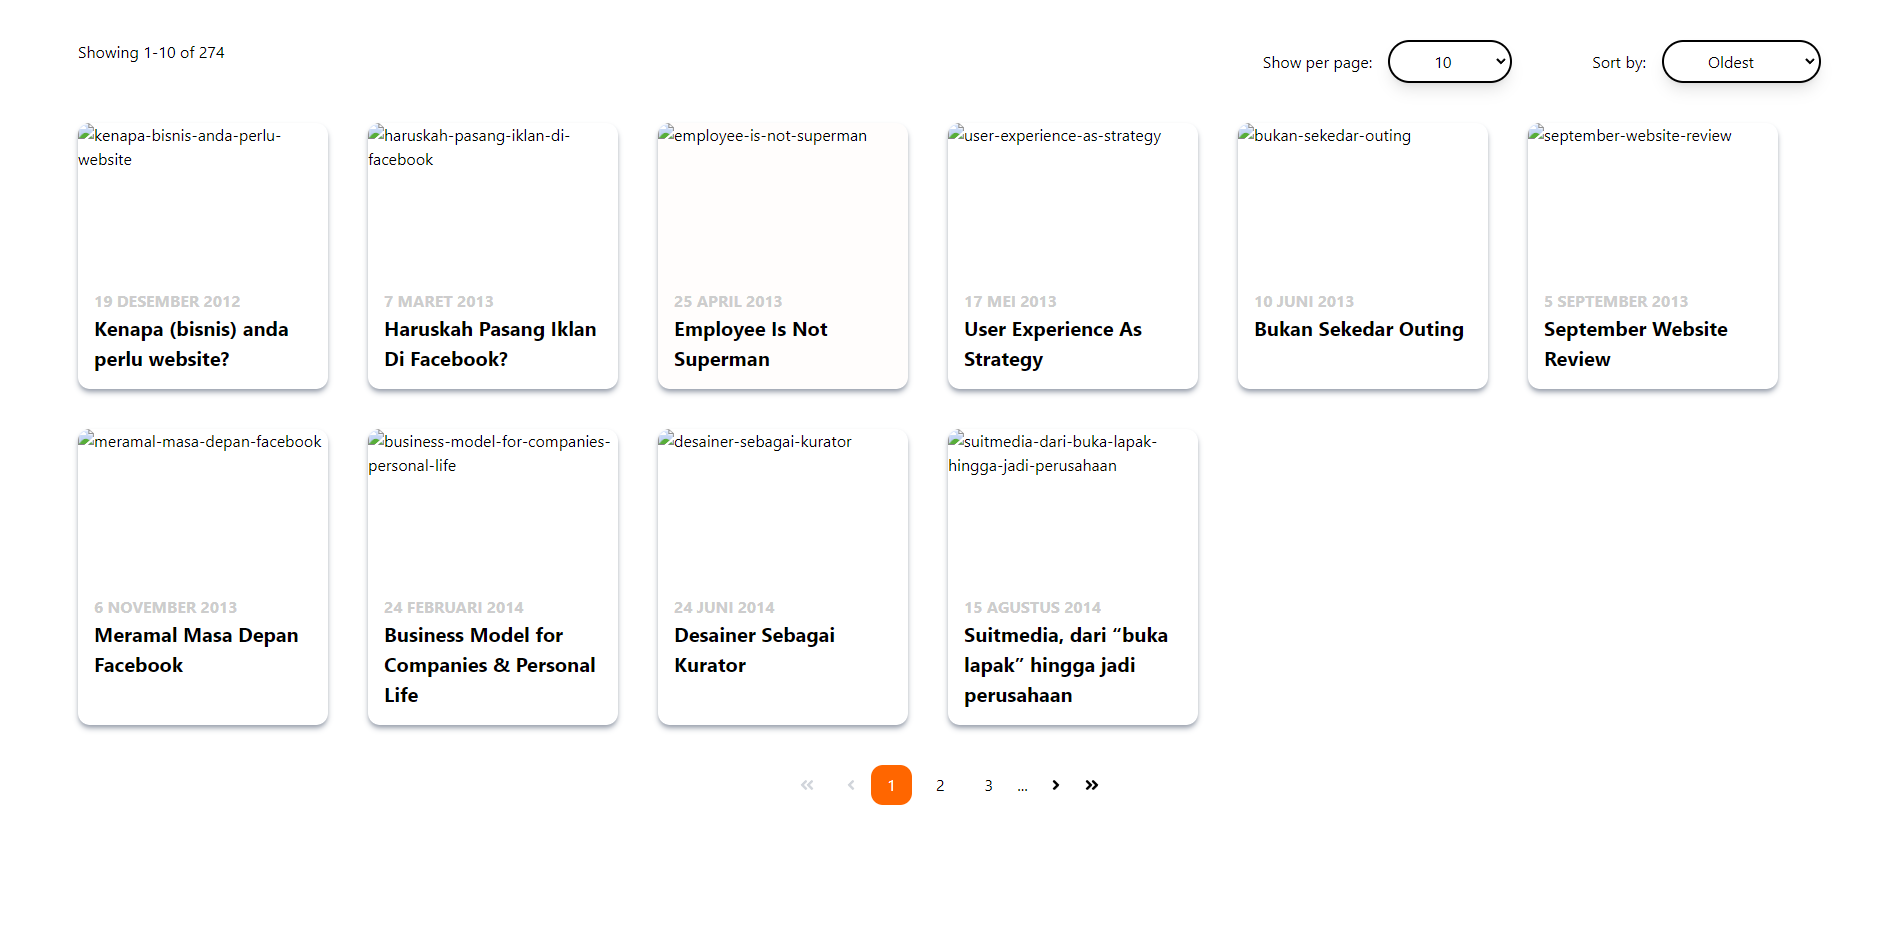 Showing 1-10 of 274
Show per page:
10
Sort by:
Oldest
kenapa-bisnis-anda-perlu-
website
19 DESEMBER 2012
Kenapa (bisnis) anda
perlu website?
haruskah-pasang-iklan-di-
facebook
7 MARET 2013
Haruskah Pasang Iklan
Di Facebook?
employee-is-not-superman
25 APRIL 2013
Employee Is Not
Superman
user-experience-as-strategy
17 MEI 2013
User Experience As
Strategy
bukan-sekedar-outing
10 JUNI 2013
Bukan Sekedar Outing
september-website-review
5 SEPTEMBER 2013
September Website
Review
meramal-masa-depan-facebook
6 NOVEMBER 2013
Meramal Masa Depan
Facebook
business-model-for-companies-
personal-life
24 FEBRUARI 2014
Business Model for
Companies & Personal
Life
desainer-sebagai-kurator
24 JUNI 2014
Desainer Sebagai
Kurator
suitmedia-dari-buka-lapak-
hingga-jadi-perusahaan
15 AGUSTUS 2014
Suitmedia, dari “buka
lapak” hingga jadi
perusahaan
« ‹ 1 2 3 ... › »